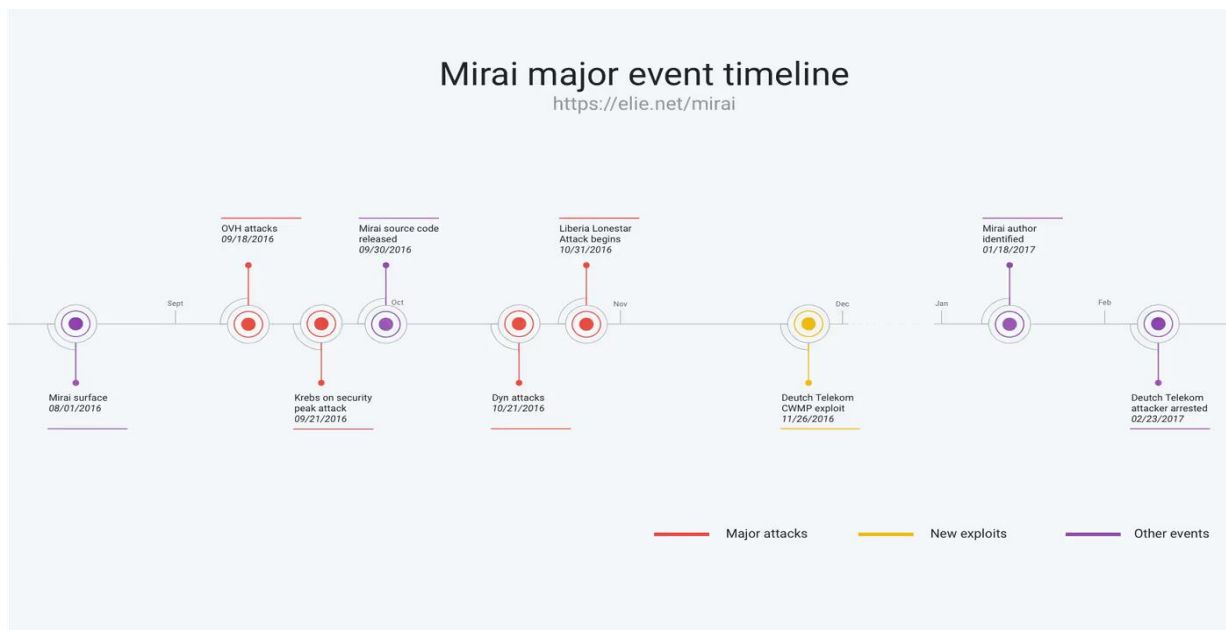 Mirai major event timeline
https://elie.net/mirai
OVH attacks
09/18/2016
Mirai source code
released
09/30/2016
Liberia Lonestar
Attack begins
10/31/2016
Mirai author
identified
01/18/2017
Sept
Oct
Nov
Dec
Jan
Feb
Mirai surface
08/01/2016
Krebs on security
peak attack
09/21/2016
Dyn attacks
10/21/2016
Deutch Telekom
CWMP exploit
11/26/2016
Deutch Telekom
attacker arrested
02/23/2017
Major attacks
New exploits
Other events